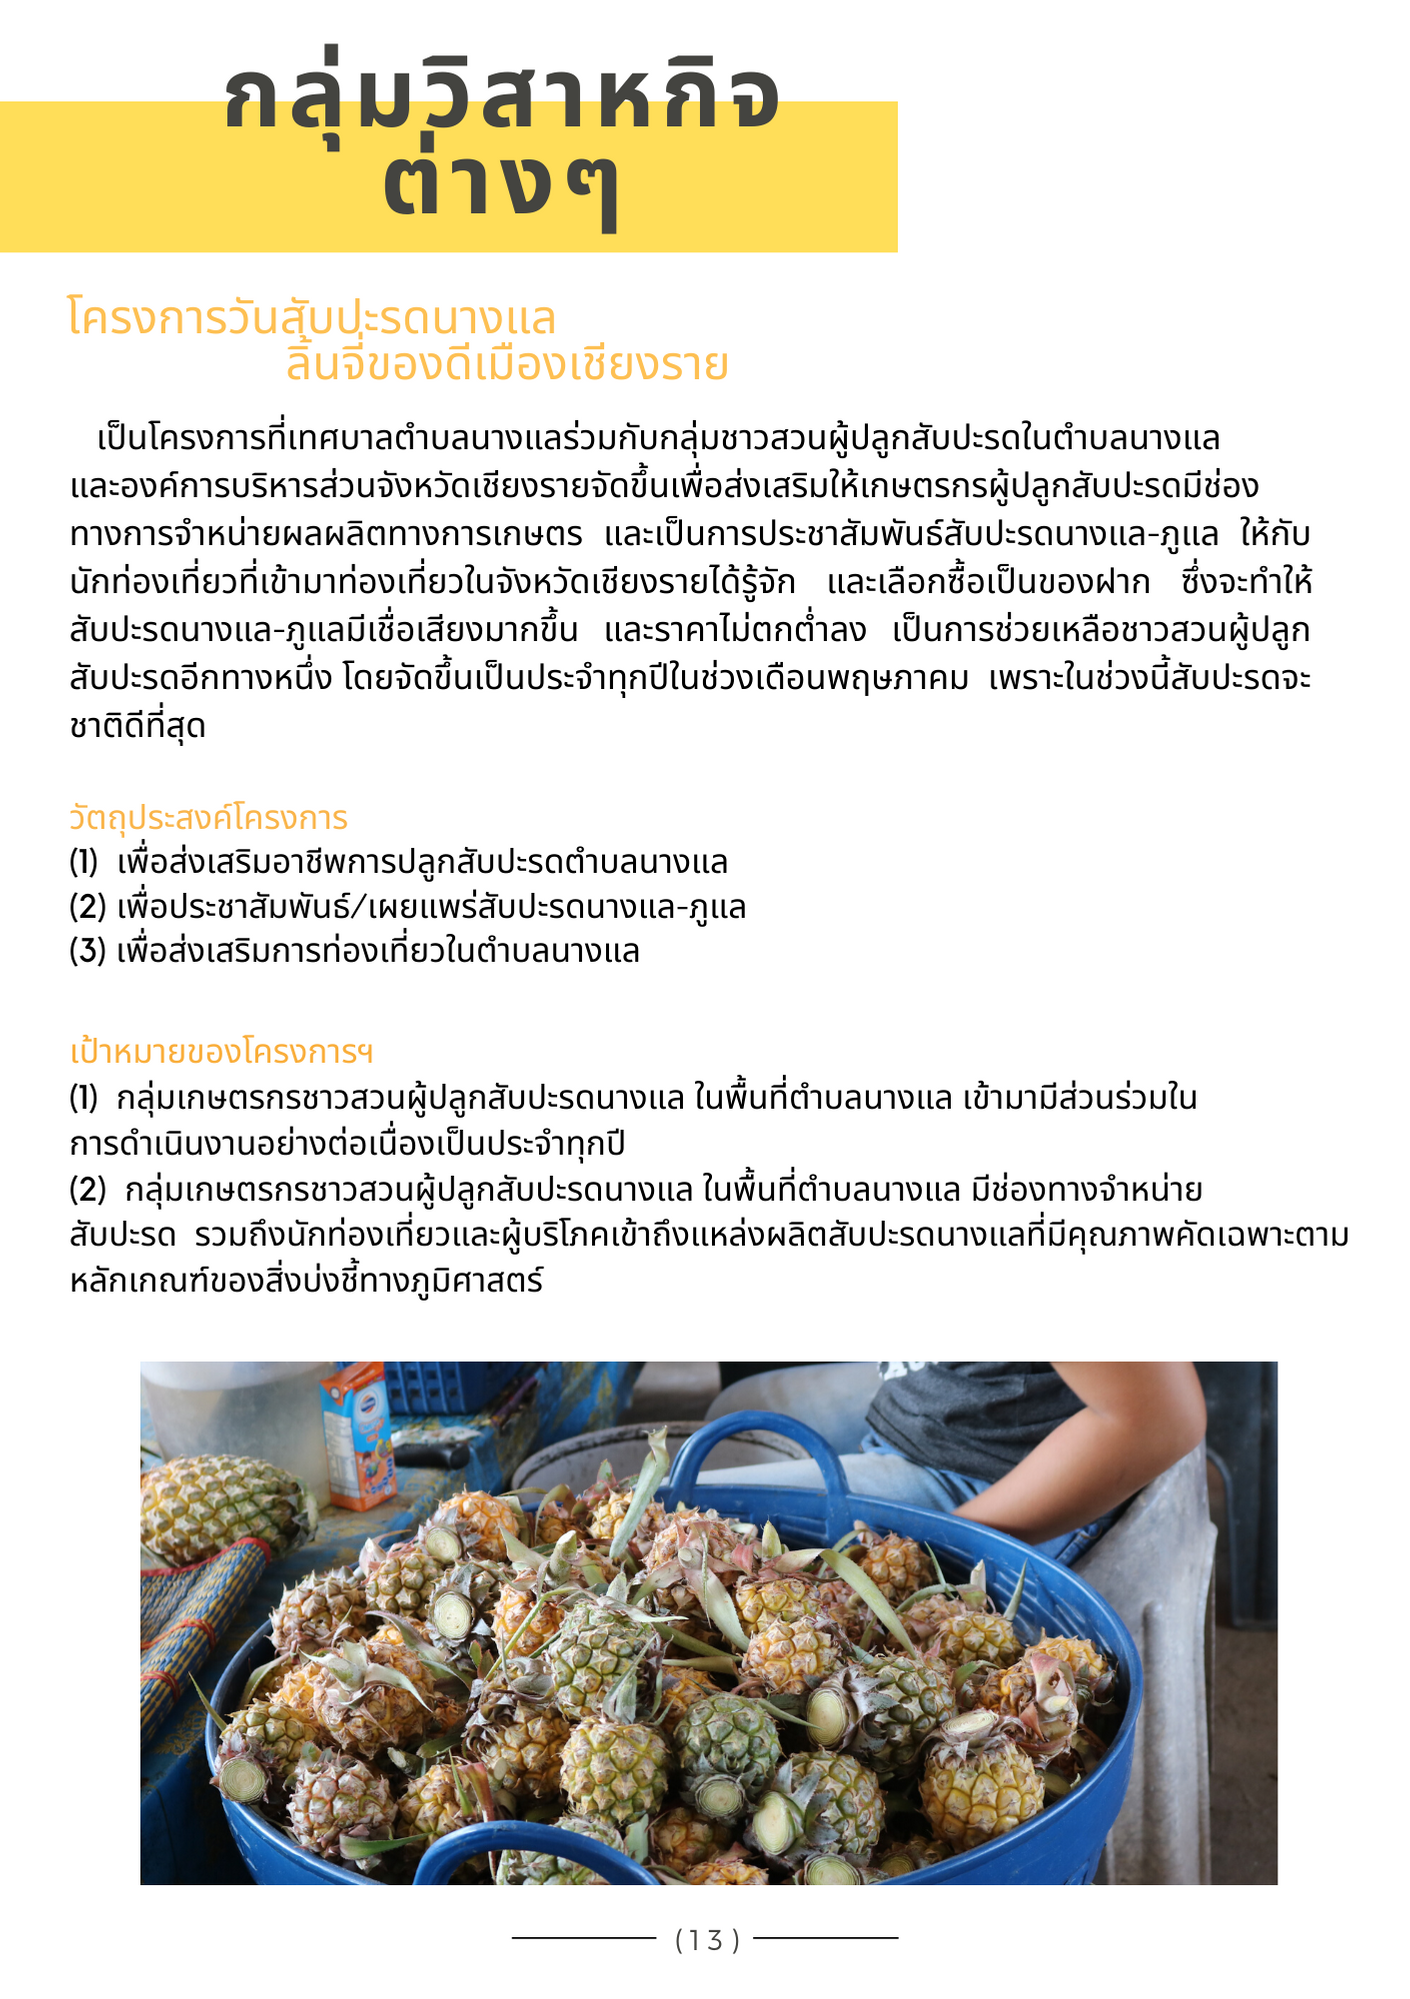 กลุ่มวิสาหกิจ
ต่างๆ
โครงการวันสับปะรดนางแล
ลิ้นจี่ของดีเมืองเชียงราย
เป็นโครงการที่เทศบาลตำบลนางแลร่วมกับกลุ่มชาวสวนผู้ปลูกสับปะรดในตำบลนางแล
และองค์การบริหารส่วนจังหวัดเชียงรายจัดขึ้นเพื่อส่งเสริมให้เกษตรกรผู้ปลูกสับปะรดมีช่อง
ทางการจำหน่ายผลผลิตทางการเกษตร และเป็นการประชาสัมพันธ์สับปะรดนางแล-ภูแล ให้กับ
นักท่องเที่ยวที่เข้ามาท่องเที่ยวในจังหวัดเชียงรายได้รู้จัก และเลือกซื้อเป็นของฝาก ซึ่งจะทำให้
สับปะรดนางแล-ภูแลมีเชื่อเสียงมากขึ้น และราคาไม่ตกต่ำลง เป็นการช่วยเหลือชาวสวนผู้ปลูก
สับปะรดอีกทางหนึ่ง โดยจัดขึ้นเป็นประจำทุกปีในช่วงเดือนพฤษภาคม เพราะในช่วงนี้สับปะรดจะ
ชาติดีที่สุด
วัตถุประสงค์โครงการ
(1) เพื่อส่งเสริมอาชีพการปลูกสับปะรดตำบลนางแล
(2) เพื่อประชาสัมพันธ์/เผยแพร่สับปะรดนางแล-ภูแล
(3) เพื่อส่งเสริมการท่องเที่ยวในตำบลนางแล
เป้าหมายของโครงการฯ
(1) กลุ่มเกษตรกรชาวสวนผู้ปลูกสับปะรดนางแล ในพื้นที่ตำบลนางแล เข้ามามีส่วนร่วมใน
การดำเนินงานอย่างต่อเนื่องเป็นประจำทุกปี
(2) กลุ่มเกษตรกรชาวสวนผู้ปลูกสับปะรดนางแล ในพื้นที่ตำบลนางแล มีช่องทางจำหน่าย
สับปะรด รวมถึงนักท่องเที่ยวและผู้บริโภคเข้าถึงแหล่งผลิตสับปะรดนางแลที่มีคุณภาพคัดเฉพาะตาม
หลักเกณฑ์ของสิ่งบ่งชี้ทางภูมิศาสตร์
(13)